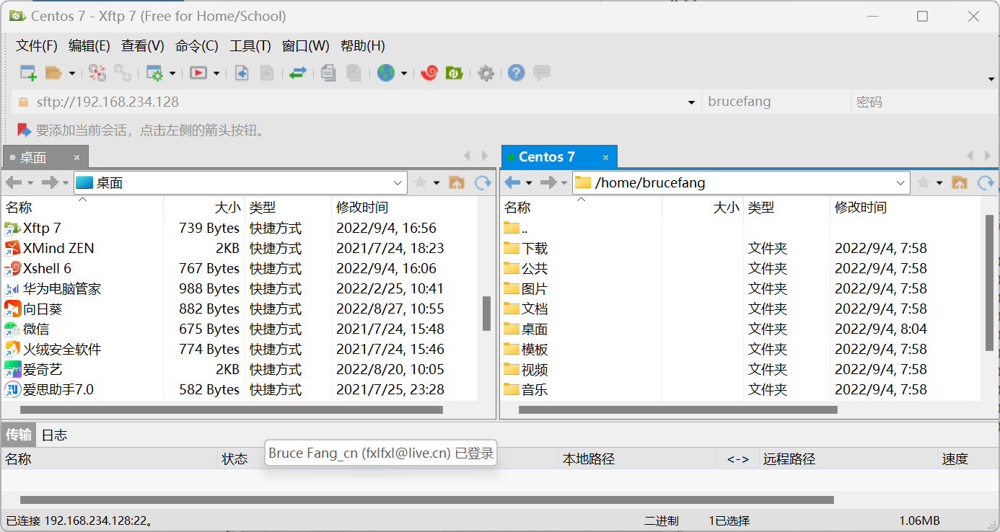 Centos 7 - Xftp 7 (Free for Home/School)
文件(F) 编辑(E) 查看(V) 命令(C) 工具(T) 窗口(W) 帮助(H)
sftp://192.168.234.128 brucefang 密码
要添加当前会话，点击左侧的箭头按钮。
桌面 Centos 7
桌面 /home/brucefang
名称 大小 类型 修改时间 名称 大小 类型 修改时间
Xftp 7 739 Bytes 快捷方式 2022/9/4, 16:56 ..
XMind ZEN 2KB 快捷方式 2021/7/24, 18:23 下载 文件夹 2022/9/4, 7:58
Xshell 6 767 Bytes 快捷方式 2022/9/4, 16:06 公共 文件夹 2022/9/4, 7:58
华为电脑管家 988 Bytes 快捷方式 2022/2/25, 10:41 图片 文件夹 2022/9/4, 7:58
向日葵 882 Bytes 快捷方式 2022/8/27, 10:55 文档 文件夹 2022/9/4, 7:58
微信 675 Bytes 快捷方式 2021/7/24, 15:48 桌面 文件夹 2022/9/4, 8:04
火绒安全软件 774 Bytes 快捷方式 2021/7/24, 15:46 模板 文件夹 2022/9/4, 7:58
爱奇艺 2KB 快捷方式 2022/8/20, 10:05 视频 文件夹 2022/9/4, 7:58
爱思助手7.0 582 Bytes 快捷方式 2021/7/25, 23:28 音乐 文件夹 2022/9/4, 7:58
传输 日志
名称 状态 Bruce Fang_cn (fxlfxl@live.cn) 已登录 本地路径 <-> 远程路径 速度
已连接 192.168.234.128:22。 二进制 1已选择 1.06MB